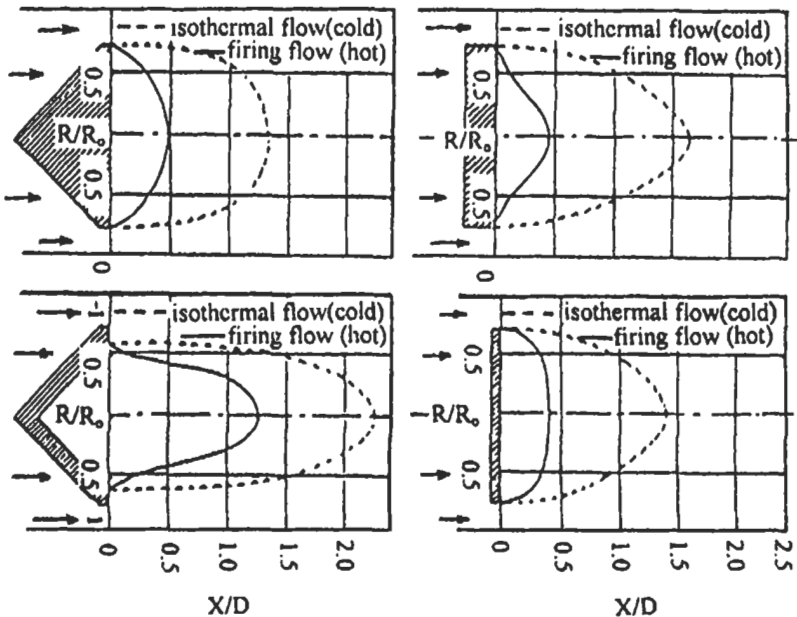 isothermal flow(cold)
firing flow (hot)
0.5
R/R₀
0.5
0
isothermal flow(cold)
firing flow (hot)
0.5
R/R₀
0.5
0
1
isothermal flow(cold)
firing flow (hot)
0.5
R/R₀
0.5
1
0 0.5 1.0 1.5 2.0
X/D
isothermal flow(cold)
firing flow (hot)
0.5
R/R₀
0.5
0 0.5 1.0 1.5 2.0 2.5
X/D